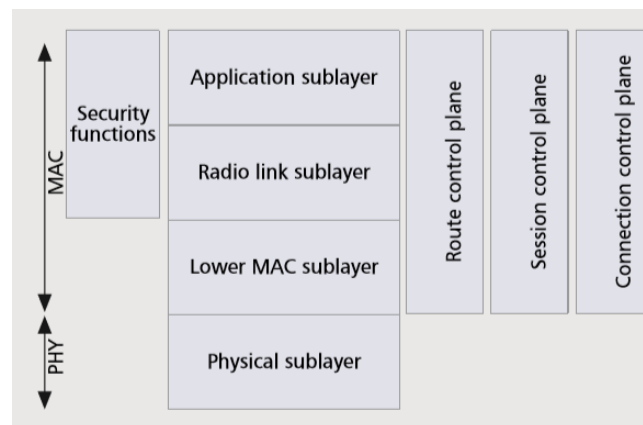 MAC
PHY
Security
functions
Application sublayer
Radio link sublayer
Lower MAC sublayer
Physical sublayer
Route control plane
Session control plane
Connection control plane